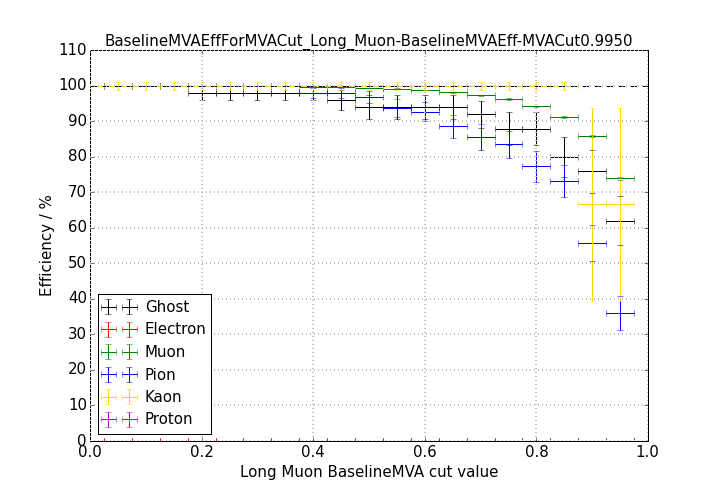 BaselineMVAEffForMVACut_Long_Muon-BaselineMVAEff-MVACut0.9950
110
100
90
80
70
60
50
40
30
20
10
0
Efficiency / %
Ghost
Electron
Muon
Pion
Kaon
Proton
0.0 0.2 0.4 0.6 0.8 1.0
Long Muon BaselineMVA cut value